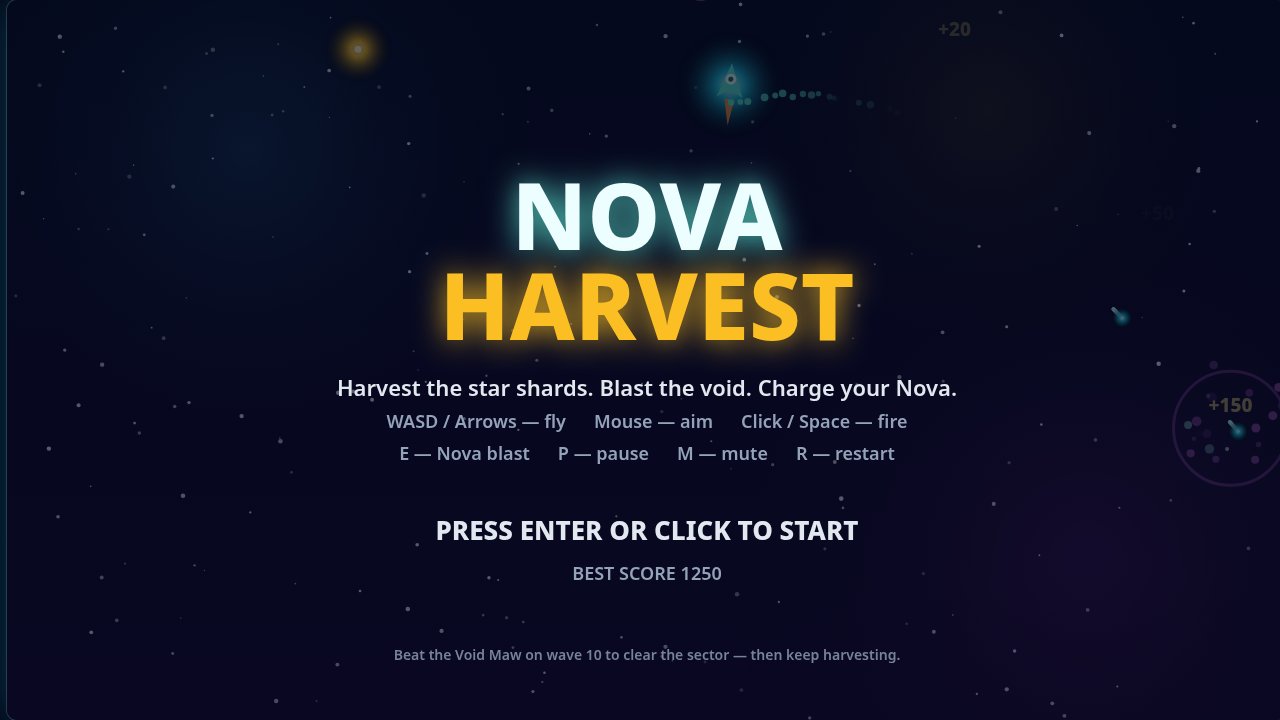 +20
NOVA
+50
HARVEST
Harvest the star shards. Blast the void. Charge your Nova.
+150
WASD / Arrows — fly Mouse — aim Click / Space — fire
E — Nova blast P — pause M — mute R — restart
PRESS ENTER OR CLICK TO START
BEST SCORE 1250
Beat the Void Maw on wave 10 to clear the sector — then keep harvesting.